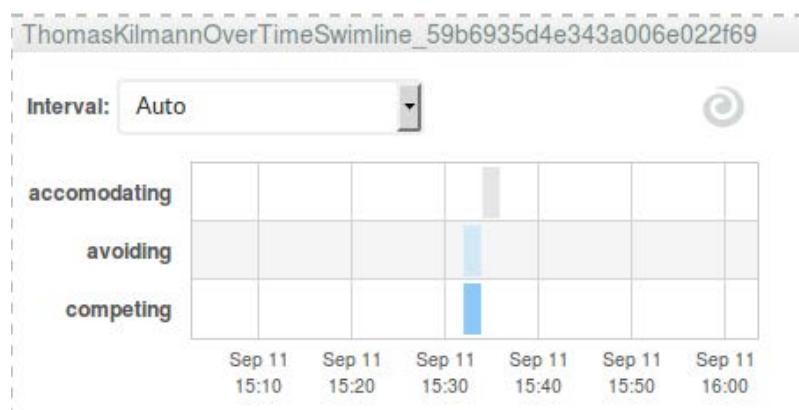 ThomasKilmannOverTimeSwimline_59b6935d4e343a006e022f69
Interval: Auto
accomodating
avoiding
competing
Sep 11 Sep 11 Sep 11 Sep 11 Sep 11 Sep 11
15:10 15:20 15:30 15:40 15:50 16:00